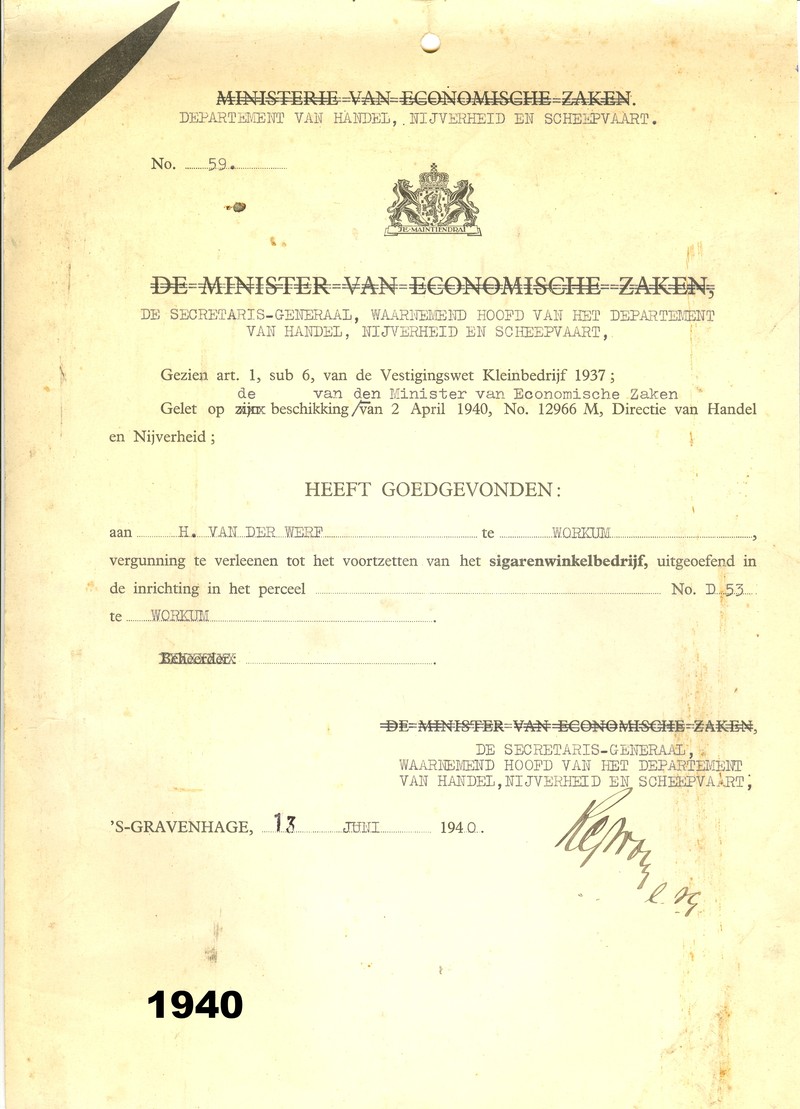 MINISTERIE VAN ECONOMISCHE ZAKEN.
DEPARTEMENT VAN HANDEL, NIJVERHEID EN SCHEEPVAART.
No. 59.
JE MAINTIENDRAI
DE MINISTER VAN ECONOMISCHE ZAKEN,
DE SECRETARIS-GENERAAL, WAARNEMEND HOOFD VAN HET DEPARTEMENT
VAN HANDEL, NIJVERHEID EN SCHEEPVAART,
Gezien art. 1, sub 6, van de Vestigingswet Kleinbedrijf 1937;
de van den Minister van Economische Zaken
Gelet op zijn beschikking/van 2 April 1940, No. 12966 M, Directie van Handel
en Nijverheid;
HEEFT GOEDGEVONDEN:
aan H. VAN DER WERF te WORKUM,
vergunning te verleenen tot het voortzetten van het sigarenwinkelbedrijf, uitgeoefend in
de inrichting in het perceel No. D 53
te WORKUM.
Beheerder: .
DE MINISTER VAN ECONOMISCHE ZAKEN,
DE SECRETARIS-GENERAAL,
WAARNEMEND HOOFD VAN HET DEPARTEMENT
VAN HANDEL, NIJVERHEID EN SCHEEPVAART,
'S-GRAVENHAGE, 13 JUNI 1940.
1940